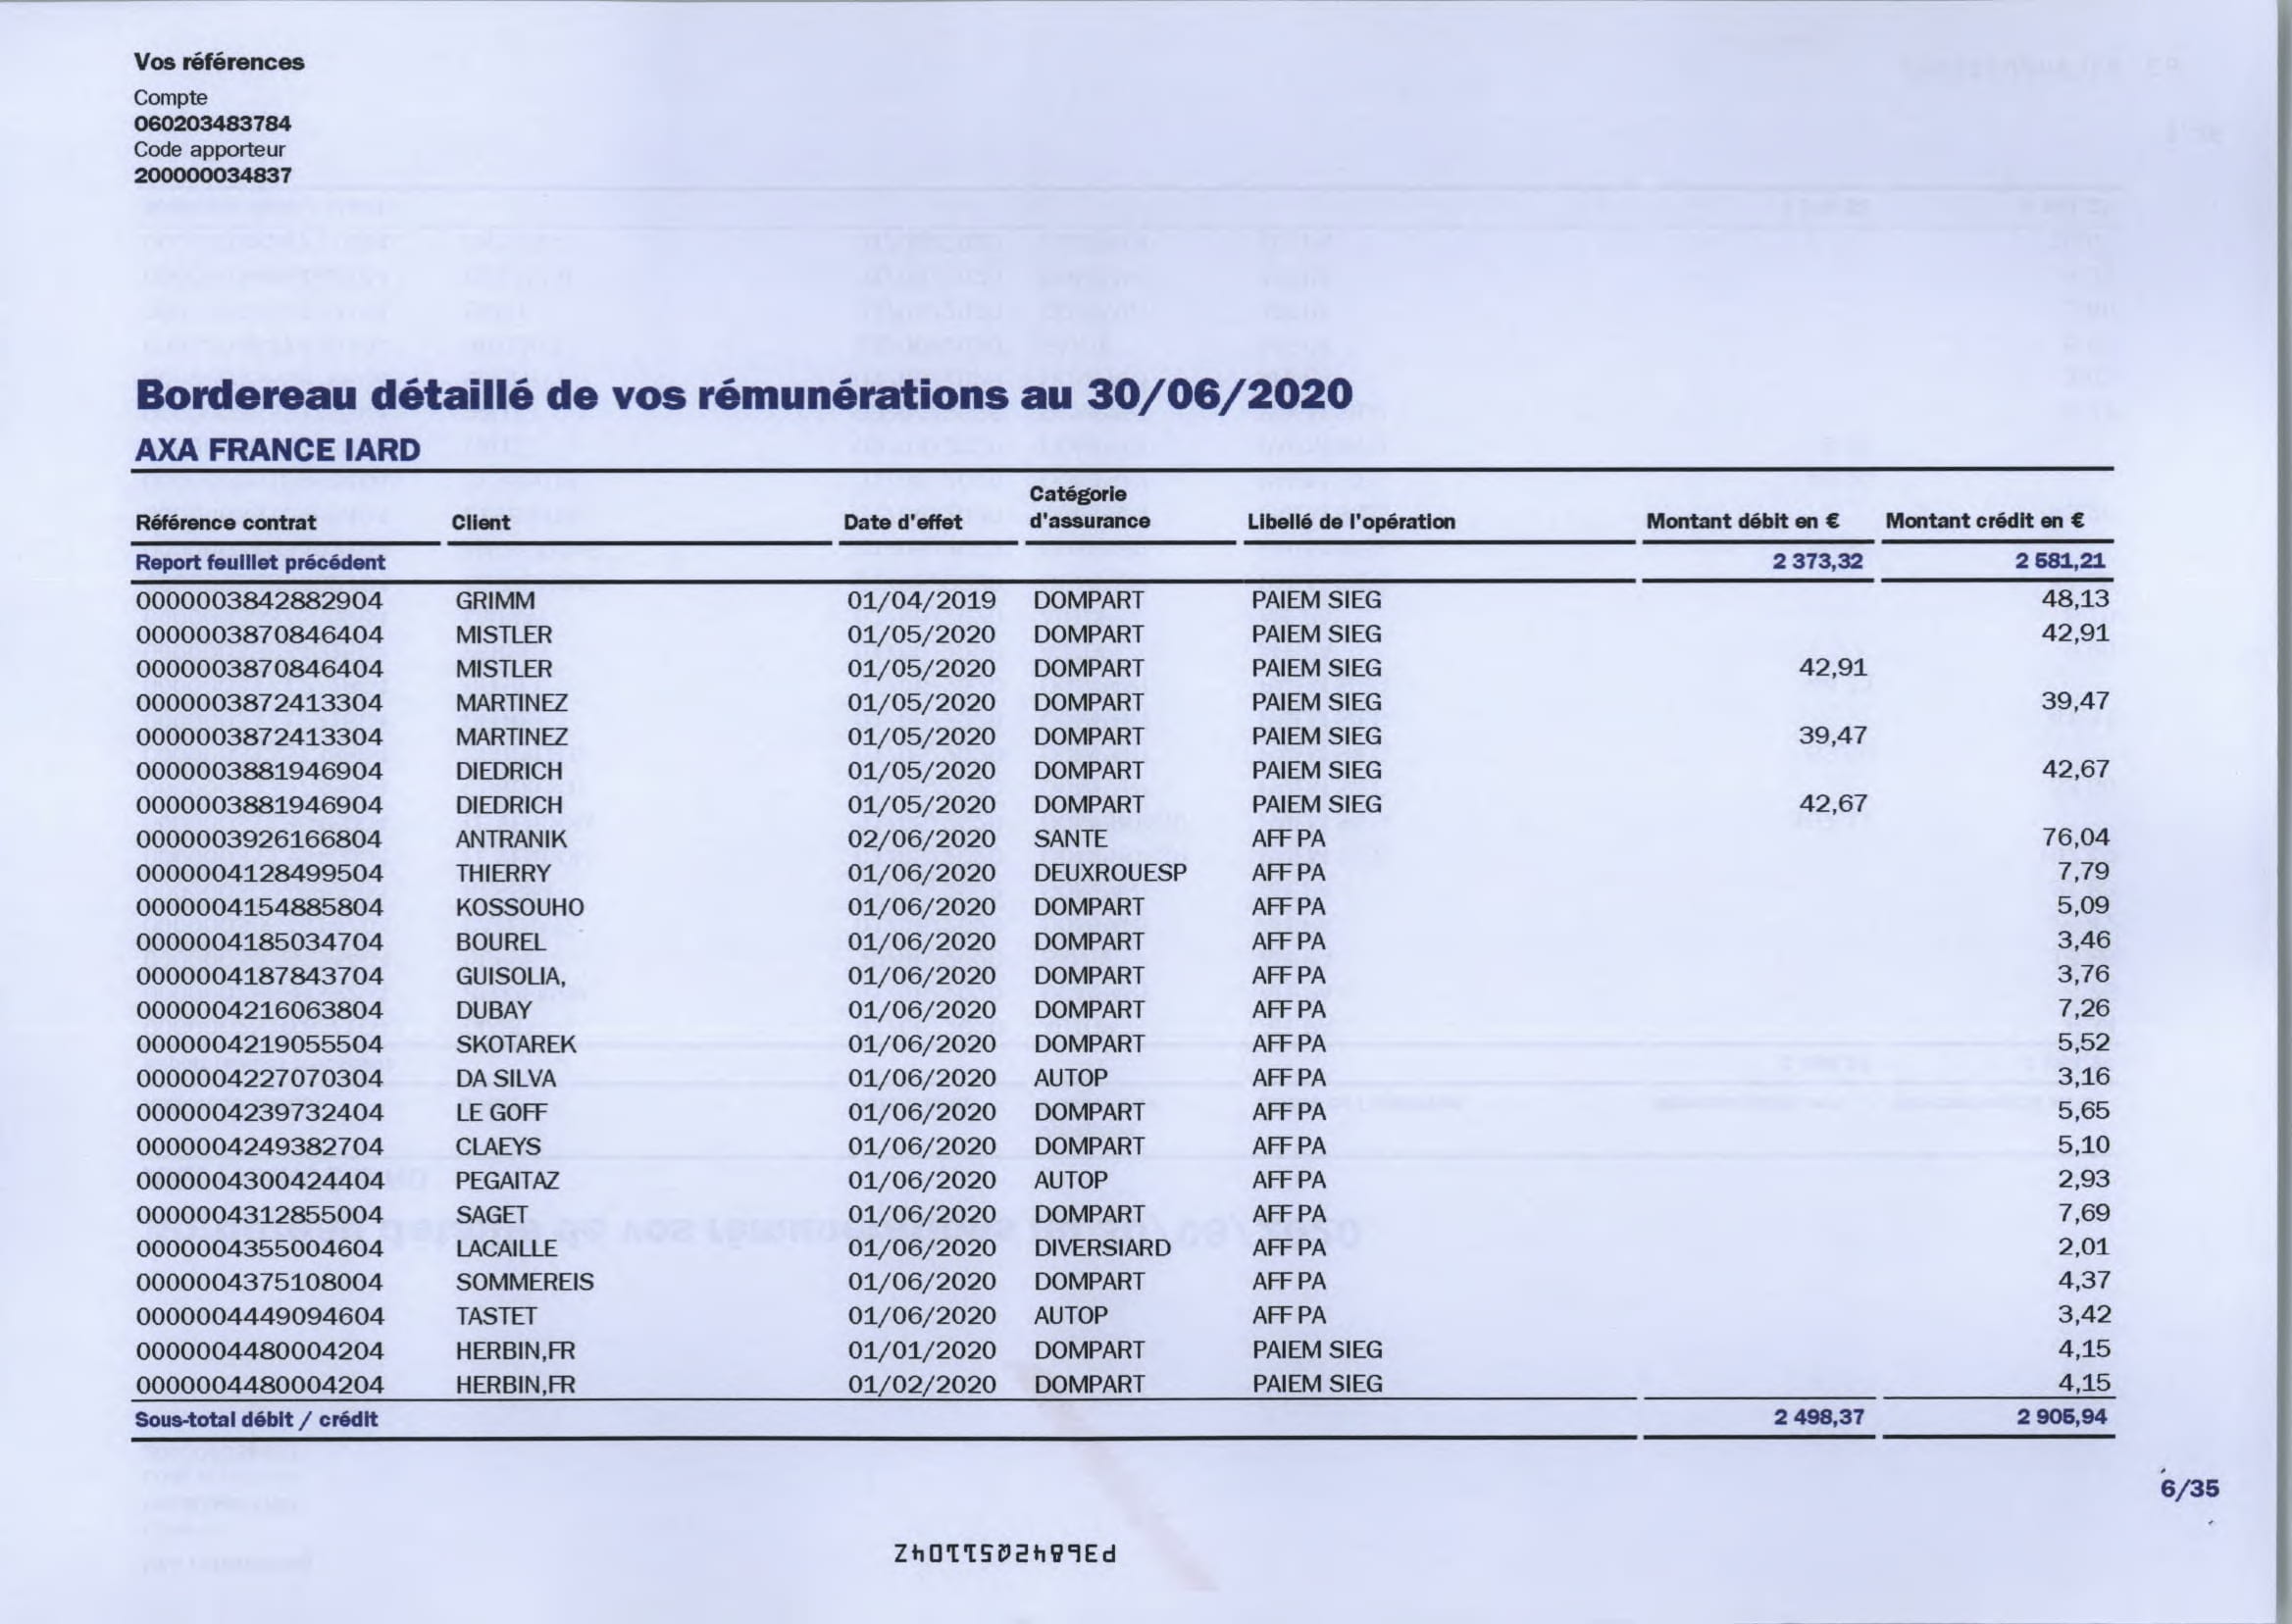 Vos références
Compte
060203483784
Code apporteur
200000034837
Bordereau détaillé de vos rémunérations au 30/06/2020
AXA FRANCE IARD
Référence contrat Client Date d'effet Catégorie d'assurance Libellé de l'opération Montant débit en € Montant crédit en €
Report feuillet précédent 2 373,32 2 581,21
0000003842882904 GRIMM 01/04/2019 DOMPART PAIEM SIEG 48,13
0000003870846404 MISTLER 01/05/2020 DOMPART PAIEM SIEG 42,91
0000003870846404 MISTLER 01/05/2020 DOMPART PAIEM SIEG 42,91
0000003872413304 MARTINEZ 01/05/2020 DOMPART PAIEM SIEG 39,47
0000003872413304 MARTINEZ 01/05/2020 DOMPART PAIEM SIEG 39,47
0000003881946904 DIEDRICH 01/05/2020 DOMPART PAIEM SIEG 42,67
0000003881946904 DIEDRICH 01/05/2020 DOMPART PAIEM SIEG 42,67
0000003926166804 ANTRANIK 02/06/2020 SANTE AFF PA 76,04
0000004128499504 THIERRY 01/06/2020 DEUXROUESP AFF PA 7,79
0000004154885804 KOSSOUHO 01/06/2020 DOMPART AFF PA 5,09
0000004185034704 BOUREL 01/06/2020 DOMPART AFF PA 3,46
0000004187843704 GUISOLIA, 01/06/2020 DOMPART AFF PA 3,76
0000004216063804 DUBAY 01/06/2020 DOMPART AFF PA 7,26
0000004219055504 SKOTAREK 01/06/2020 DOMPART AFF PA 5,52
0000004227070304 DA SILVA 01/06/2020 AUTOP AFF PA 3,16
0000004239732404 LE GOFF 01/06/2020 DOMPART AFF PA 5,65
0000004249382704 CLAEYS 01/06/2020 DOMPART AFF PA 5,10
0000004300424404 PEGAITAZ 01/06/2020 AUTOP AFF PA 2,93
0000004312855004 SAGET 01/06/2020 DOMPART AFF PA 7,69
0000004355004604 LACAILLE 01/06/2020 DIVERSIARD AFF PA 2,01
0000004375108004 SOMMEREIS 01/06/2020 DOMPART AFF PA 4,37
0000004449094604 TASTET 01/06/2020 AUTOP AFF PA 3,42
0000004480004204 HERBIN,FR 01/01/2020 DOMPART PAIEM SIEG 4,15
0000004480004204 HERBIN,FR 01/02/2020 DOMPART PAIEM SIEG 4,15
Sous-total débit / crédit 2 498,37 2 905,94
6/35